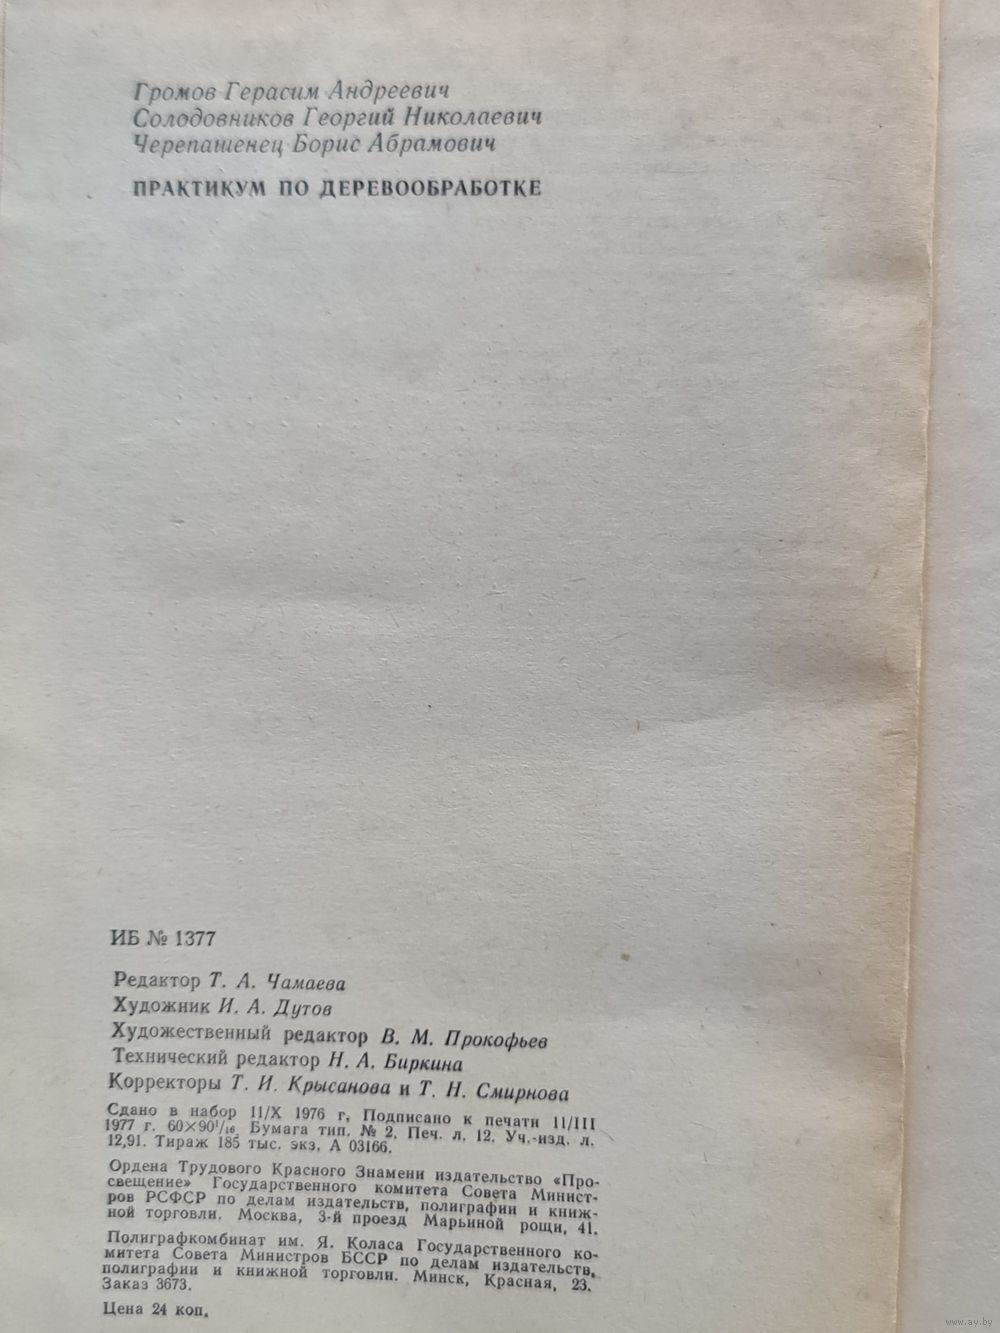 Громов Герасим Андреевич
Солодовников Георгий Николаевич
Черепашенец Борис Абрамович
ПРАКТИКУМ ПО ДЕРЕВООБРАБОТКЕ
ИБ № 1377
Редактор Т. А. Чамаева
Художник И. А. Дутов
Художественный редактор В. М. Прокофьев
Технический редактор Н. А. Биркина
Корректоры Т. И. Крысанова и Т. Н. Смирнова
Сдано в набор 11/X 1976 г. Подписано к печати 11/III
1977 г. 60×90¹/₁₆. Бумага тип. № 2. Печ. л. 12. Уч.-изд. л.
12,91. Тираж 185 тыс. экз. А 03166.
Ордена Трудового Красного Знамени издательство «Про-
свещение» Государственного комитета Совета Минист-
ров РСФСР по делам издательств, полиграфии и книж-
ной торговли. Москва, 3-й проезд Марьиной рощи, 41.
Полиграфкомбинат им. Я. Коласа Государственного ко-
митета Совета Министров БССР по делам издательств,
полиграфии и книжной торговли. Минск, Красная, 23.
Заказ 3673.
Цена 24 коп.
www.ay.by